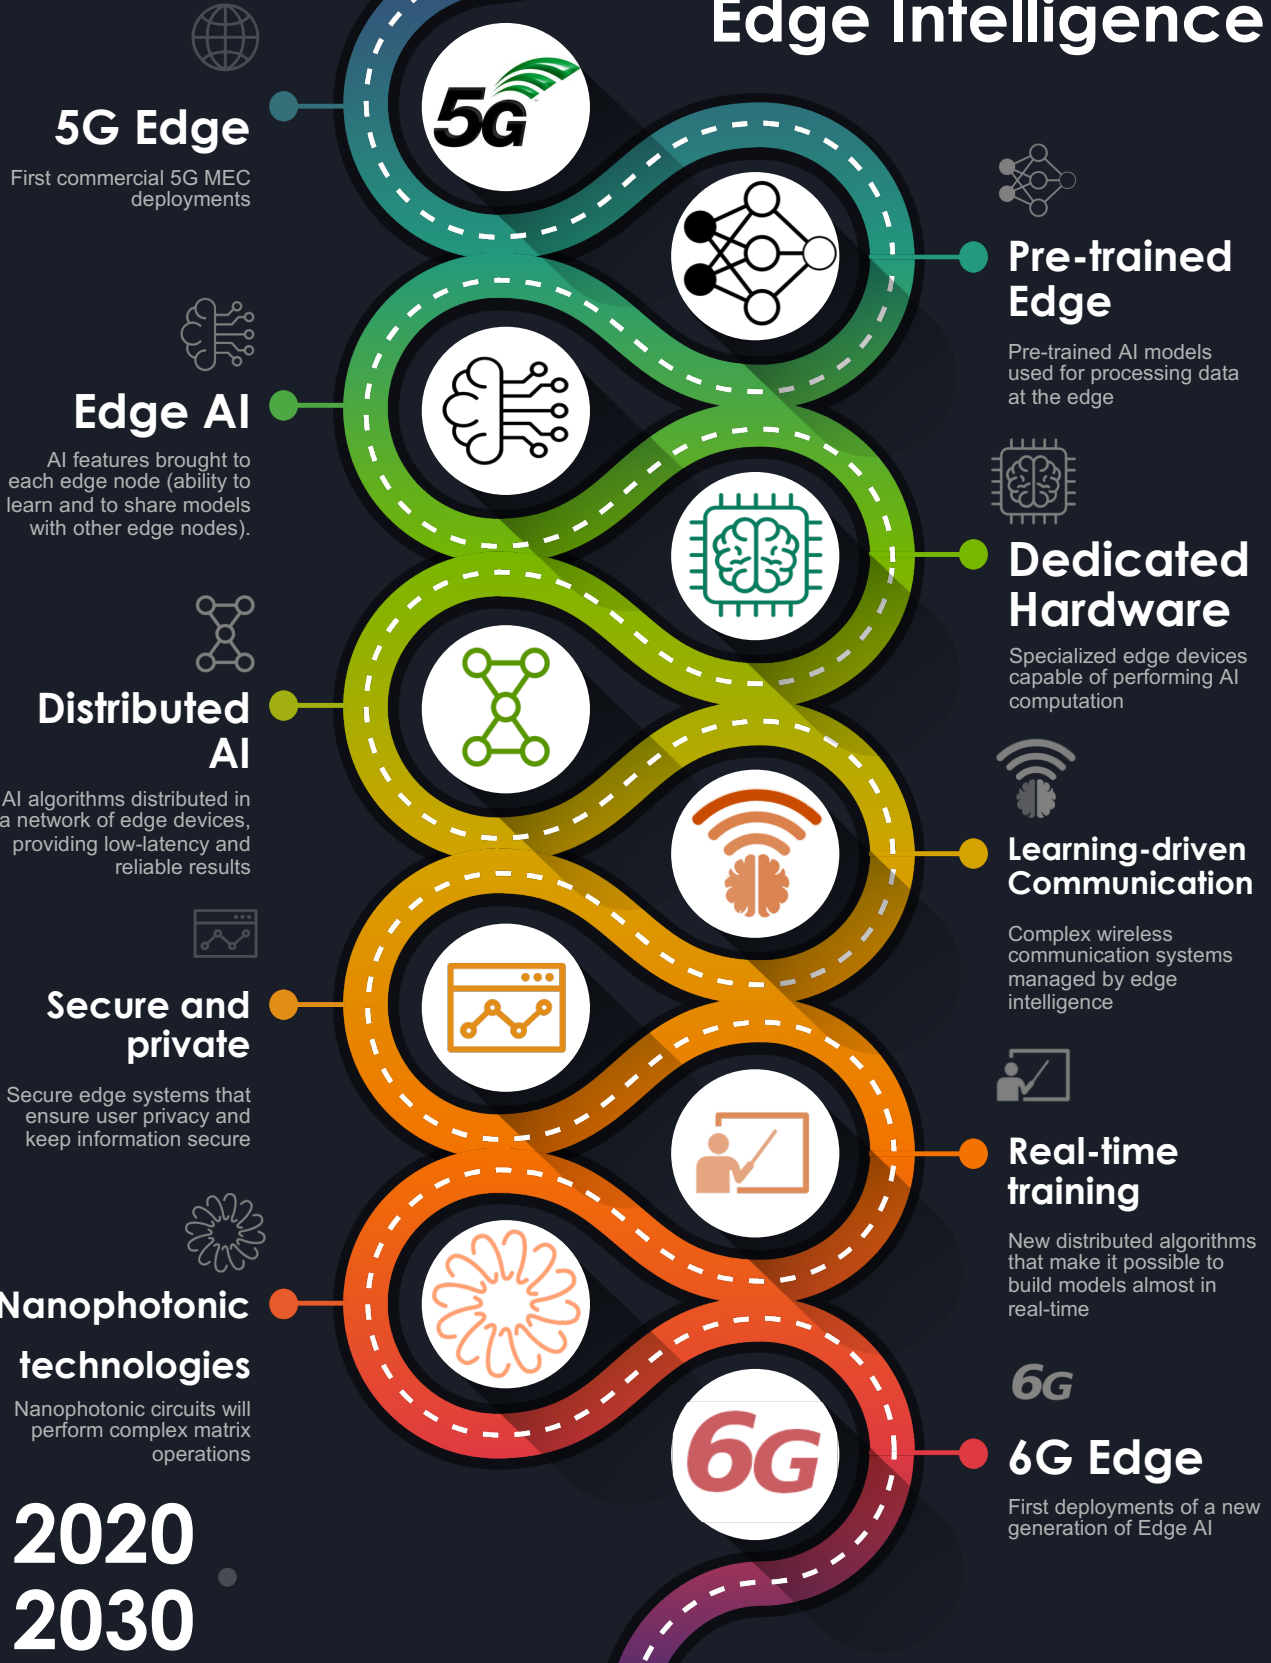 Edge Intelligence
5G
5G Edge
First commercial 5G MEC
deployments
Pre-trained
Edge
Pre-trained AI models
used for processing data
at the edge
Edge AI
AI features brought to
each edge node (ability to
learn and to share models
with other edge nodes).
Dedicated
Hardware
Specialized edge devices
capable of performing AI
computation
Distributed
AI
AI algorithms distributed in
a network of edge devices,
providing low-latency and
reliable results
Learning-driven
Communication
Complex wireless
communication systems
managed by edge
intelligence
Secure and
private
Secure edge systems that
ensure user privacy and
keep information secure
Real-time
training
New distributed algorithms
that make it possible to
build models almost in
real-time
Nanophotonic
technologies
Nanophotonic circuits will
perform complex matrix
operations
6G
6G
6G Edge
First deployments of a new
generation of Edge AI
2020
2030